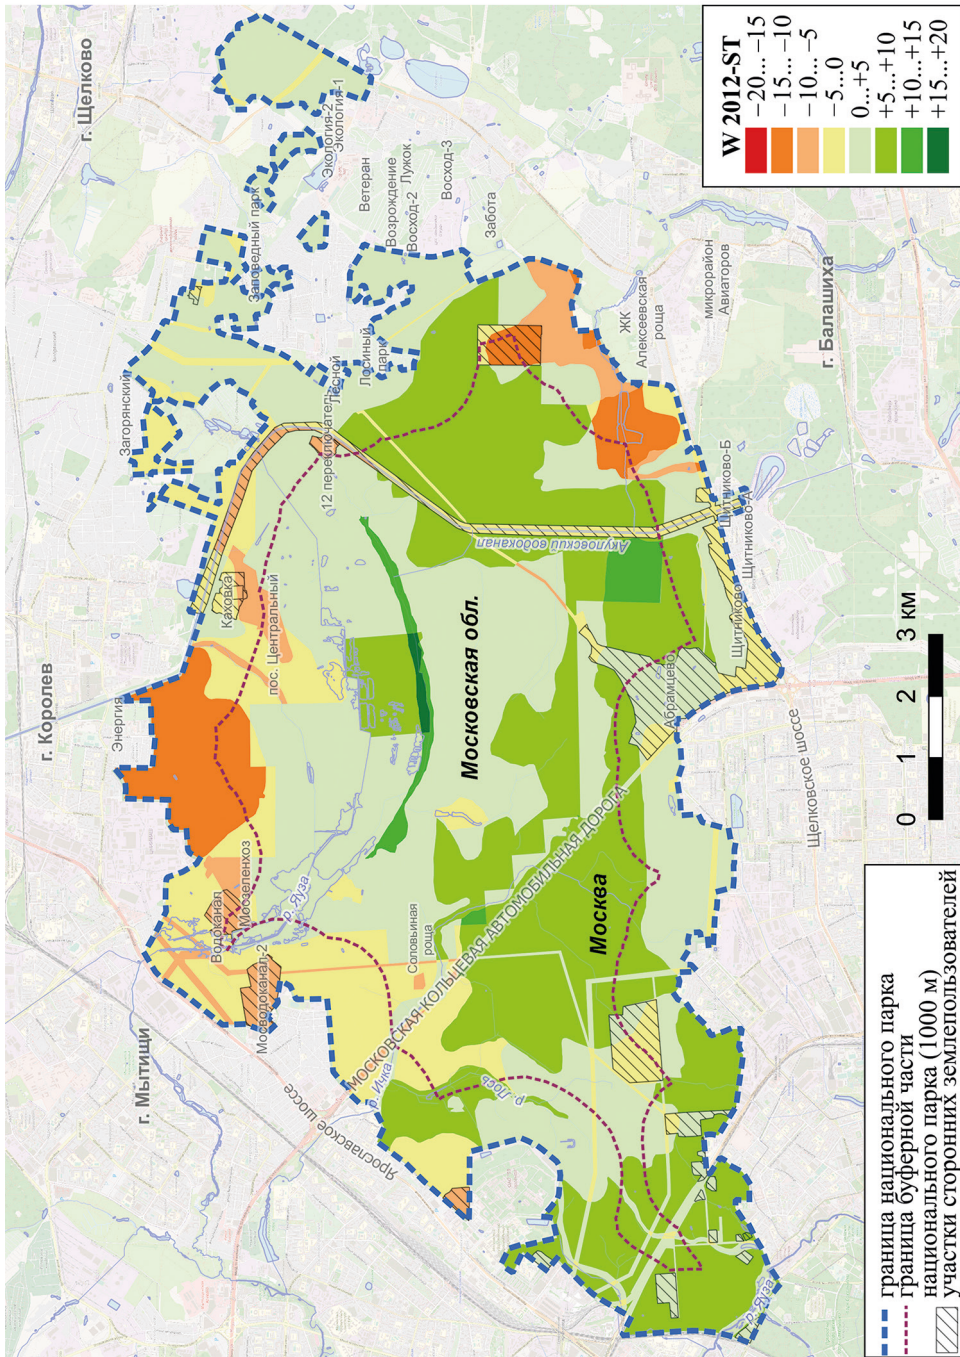 г. Щелково
Экология-2
Экология-1
Ветеран
Возрождение
Восход-2
Лужок
Восход-3
Забота
Заповедный парк
Загорянский
Лосиный
парк
Лесной
12 переключатель
ЖК
Алексеевская
роща
микрорайон
Авиаторов
г. Балашиха
г. Королев
Энергия
Каховка
пос. Центральный
Акуловский водоканал
Московская обл.
Щитниково-Б
Щитниково-А
Щитниково
Абрамцево
Щелковское шоссе
Водоканал
Мосзеленхоз
р. Яуза
Мосводоканал-2
Соловьиная
роща
МОСКОВСКАЯ КОЛЬЦЕВАЯ АВТОМОБИЛЬНАЯ ДОРОГА
Москва
г. Мытищи
Ярославское шоссе
р. Ичка
р. Лось
р. Яуза
W 2012-ST
−20...−15
−15...−10
−10...−5
−5...0
0...+5
+5...+10
+10...+15
+15...+20
0 1 2 3 км
граница национального парка
граница буферной части
национального парка (1000 м)
участки сторонних землепользователей